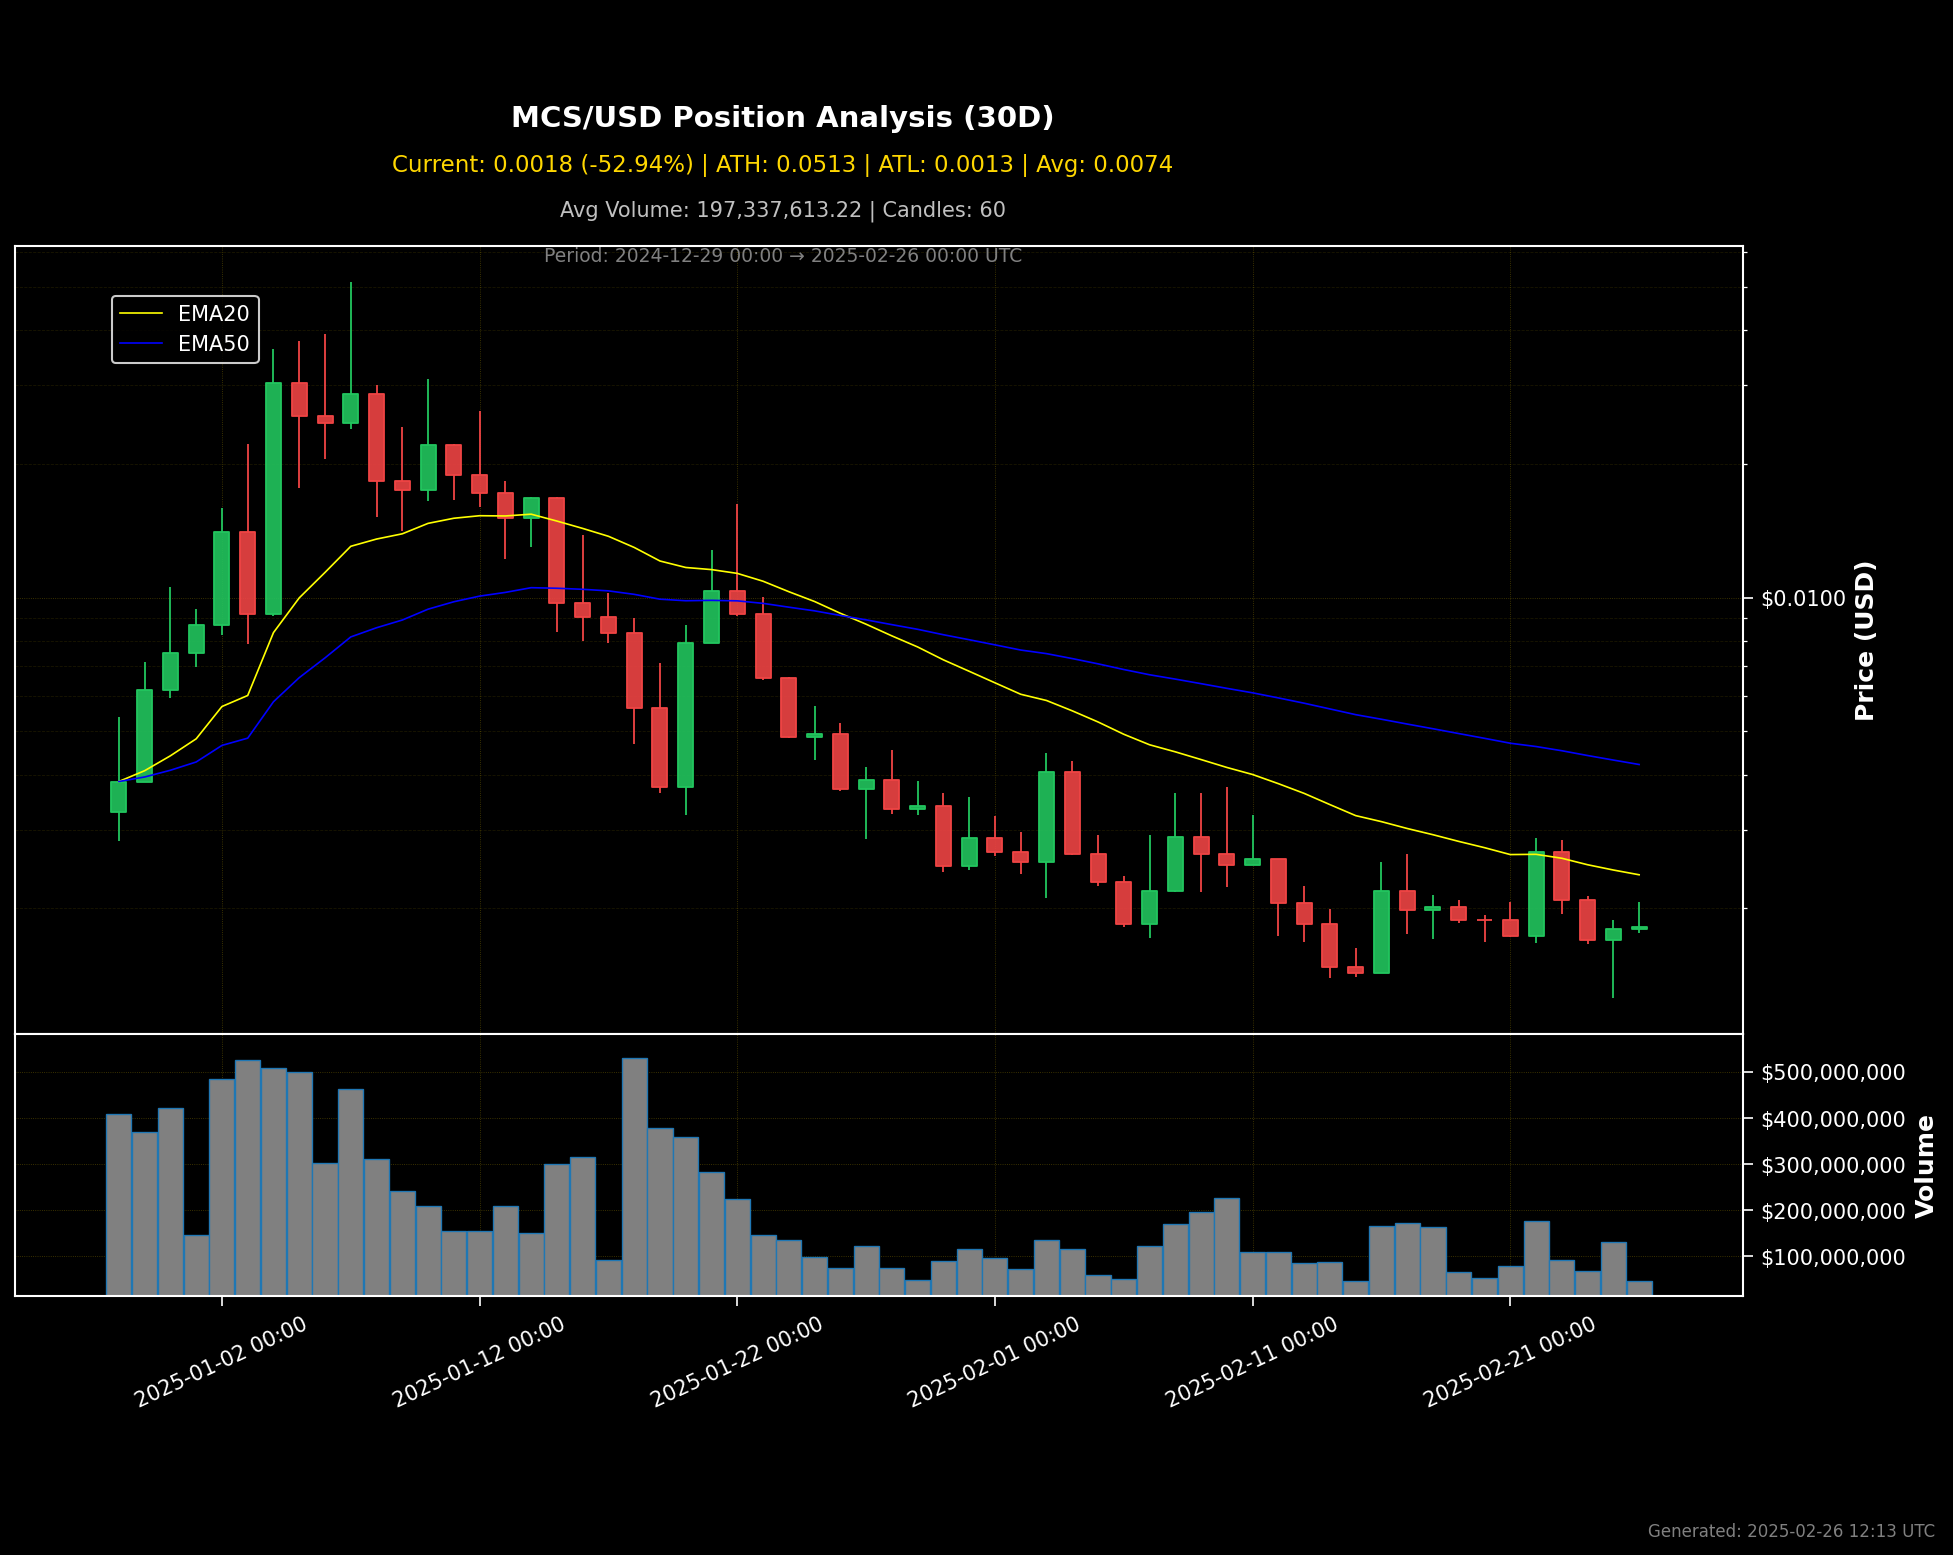 MCS/USD Position Analysis (30D)
Current: 0.0018 (-52.94%) | ATH: 0.0513 | ATL: 0.0013 | Avg: 0.0074
Avg Volume: 197,337,613.22 | Candles: 60
Period: 2024-12-29 00:00 → 2025-02-26 00:00 UTC
EMA20
EMA50
$0.0100
Price (USD)
$500,000,000
$400,000,000
$300,000,000
$200,000,000
$100,000,000
Volume
2025-01-02 00:00
2025-01-12 00:00
2025-01-22 00:00
2025-02-01 00:00
2025-02-11 00:00
2025-02-21 00:00
Generated: 2025-02-26 12:13 UTC